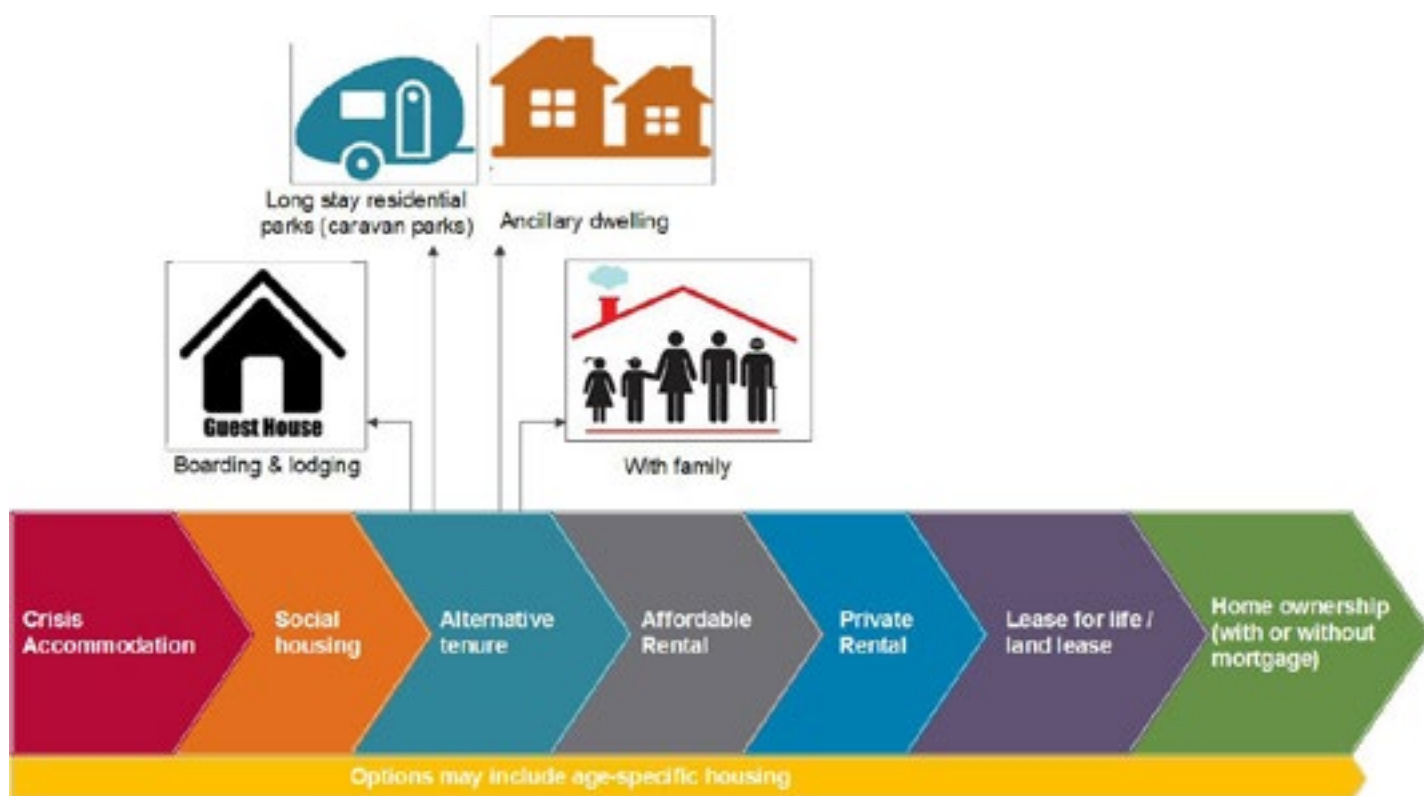 Long stay residential
parks (caravan parks)
Ancillary dwelling
Guest House
Boarding & lodging
With family
Crisis
Accommodation
Social
housing
Alternative
tenure
Affordable
Rental
Private
Rental
Lease for life /
land lease
Home ownership
(with or without
mortgage)
Options may include age-specific housing